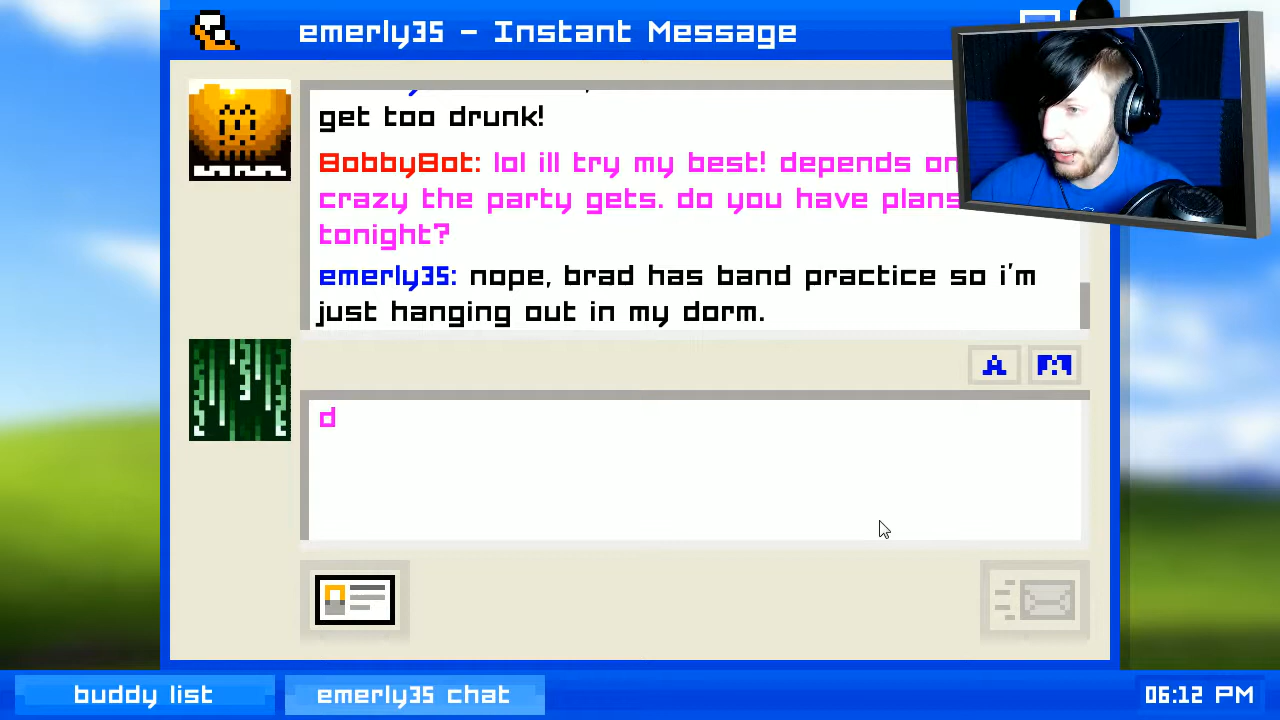 emerly35 - Instant Message
get too drunk!
BobbyBot: lol ill try my best! depends on
crazy the party gets. do you have plans
tonight?
emerly35: nope, brad has band practice so i'm
just hanging out in my dorm.
A
d
buddy list
emerly35 chat
06:12 PM